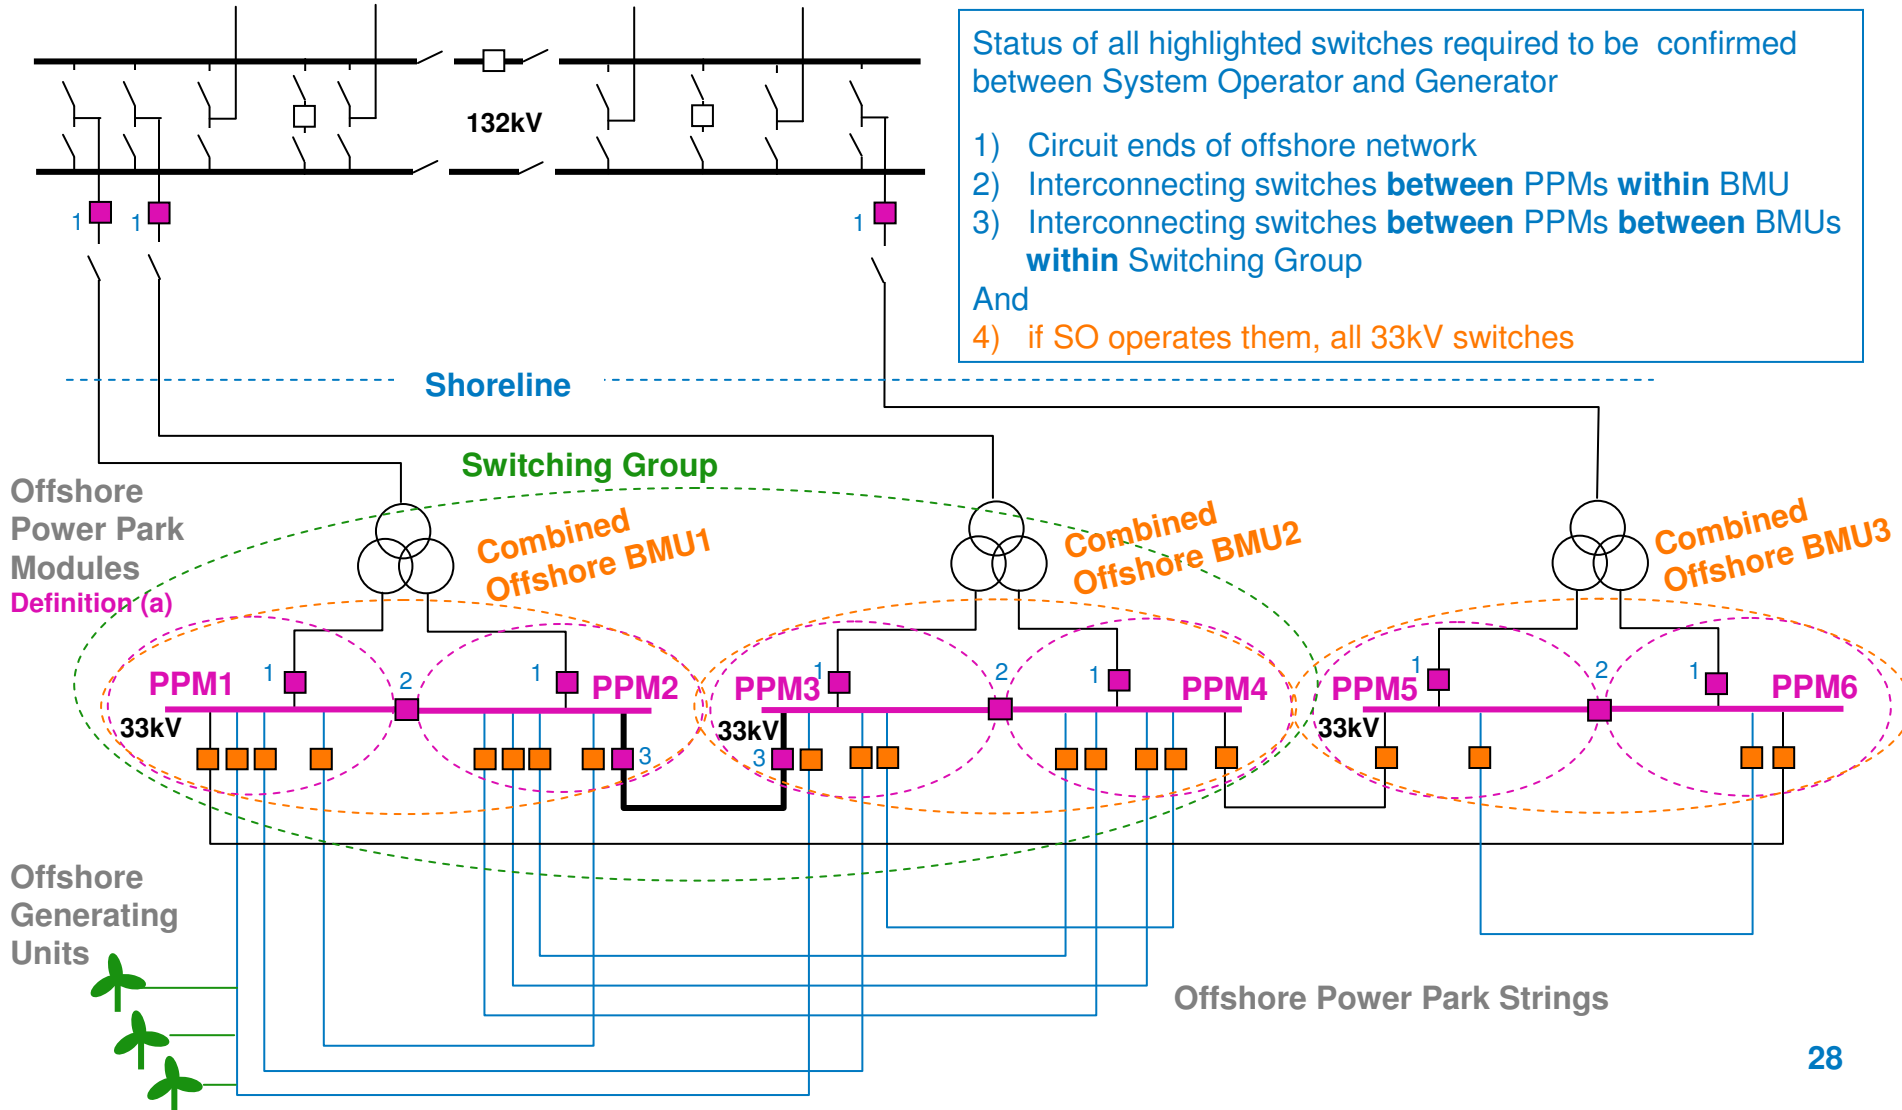 Status of all highlighted switches required to be confirmed
between System Operator and Generator
1) Circuit ends of offshore network
2) Interconnecting switches between PPMs within BMU
3) Interconnecting switches between PPMs between BMUs
within Switching Group
And
4) if SO operates them, all 33kV switches
132kV
1
1
1
Shoreline
Switching Group
Offshore
Power Park
Modules
Definition (a)
Combined
Offshore BMU1
Combined
Offshore BMU2
Combined
Offshore BMU3
PPM1
1
2
1
PPM2
PPM3
1
2
1
PPM4
PPM5
1
2
1
PPM6
33kV
33kV
33kV
3
3
Offshore
Generating
Units
Offshore Power Park Strings
28